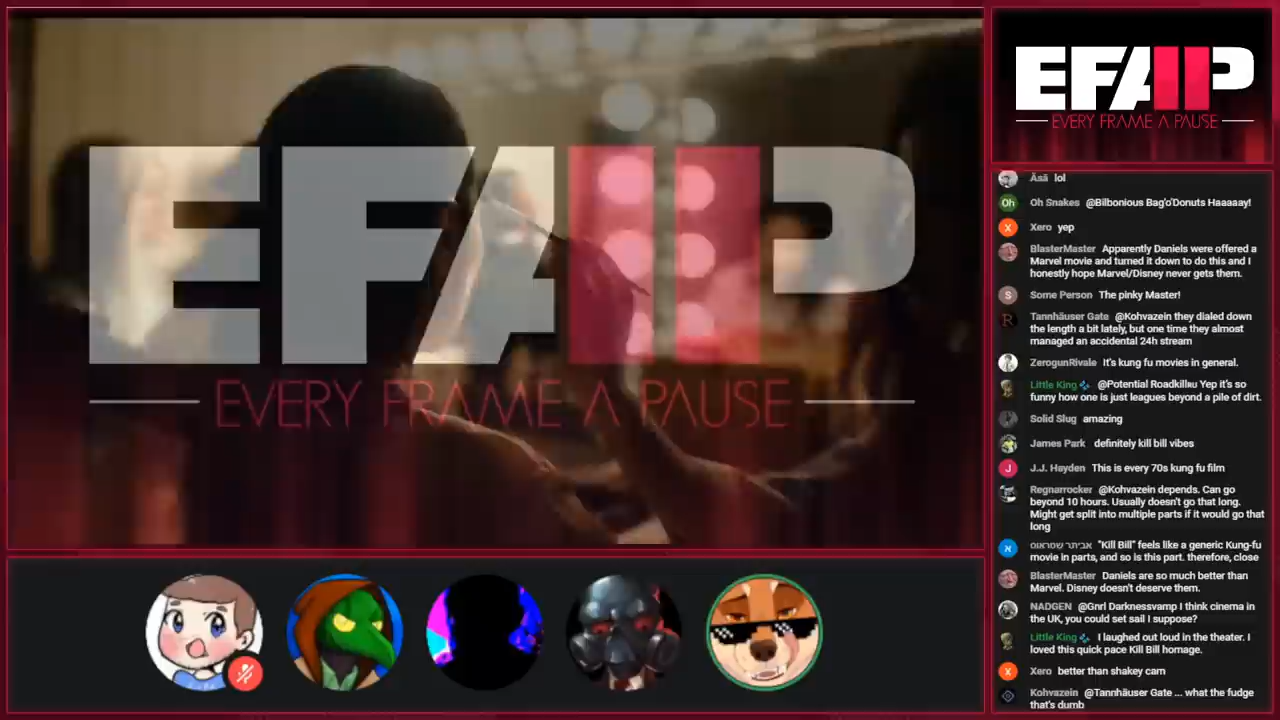 EFAP
EVERY FRAME A PAUSE
EFAP
EVERY FRAME A PAUSE
Äsä lol
Oh
Oh Snakes @Bilbonious Bag'o'Donuts Haaaaay!
X
Xero yep
BlasterMaster Apparently Daniels were offered a
Marvel movie and turned it down to do this and I
honestly hope Marvel/Disney never gets them.
S
Some Person The pinky Master!
R
Tannhäuser Gate @Kohvazein they dialed down
the length a bit lately, but one time they almost
managed an accidental 24h stream
ZerogunRivale It's kung fu movies in general.
Little King @Potential Roadkillnu Yep it's so
funny how one is just leagues beyond a pile of dirt.
Solid Slug amazing
James Park definitely kill bill vibes
J
J.J. Hayden This is every 70s kung fu film
Regnarrocker @Kohvazein depends. Can go
beyond 10 hours. Usually doesn't go that long.
Might get split into multiple parts if it would go that
long
א
אביתר שטראוס "Kill Bill" feels like a generic Kung-fu
movie in parts, and so is this part. therefore, close
BlasterMaster Daniels are so much better than
Marvel. Disney doesn't deserve them.
NADGEN @Gnrl Darknessvamp I think cinema in
the UK, you could set sail I suppose?
Little King I laughed out loud in the theater. I
loved this quick pace Kill Bill homage.
X
Xero better than shakey cam
Kohvazein @Tannhäuser Gate ... what the fudge
that's dumb